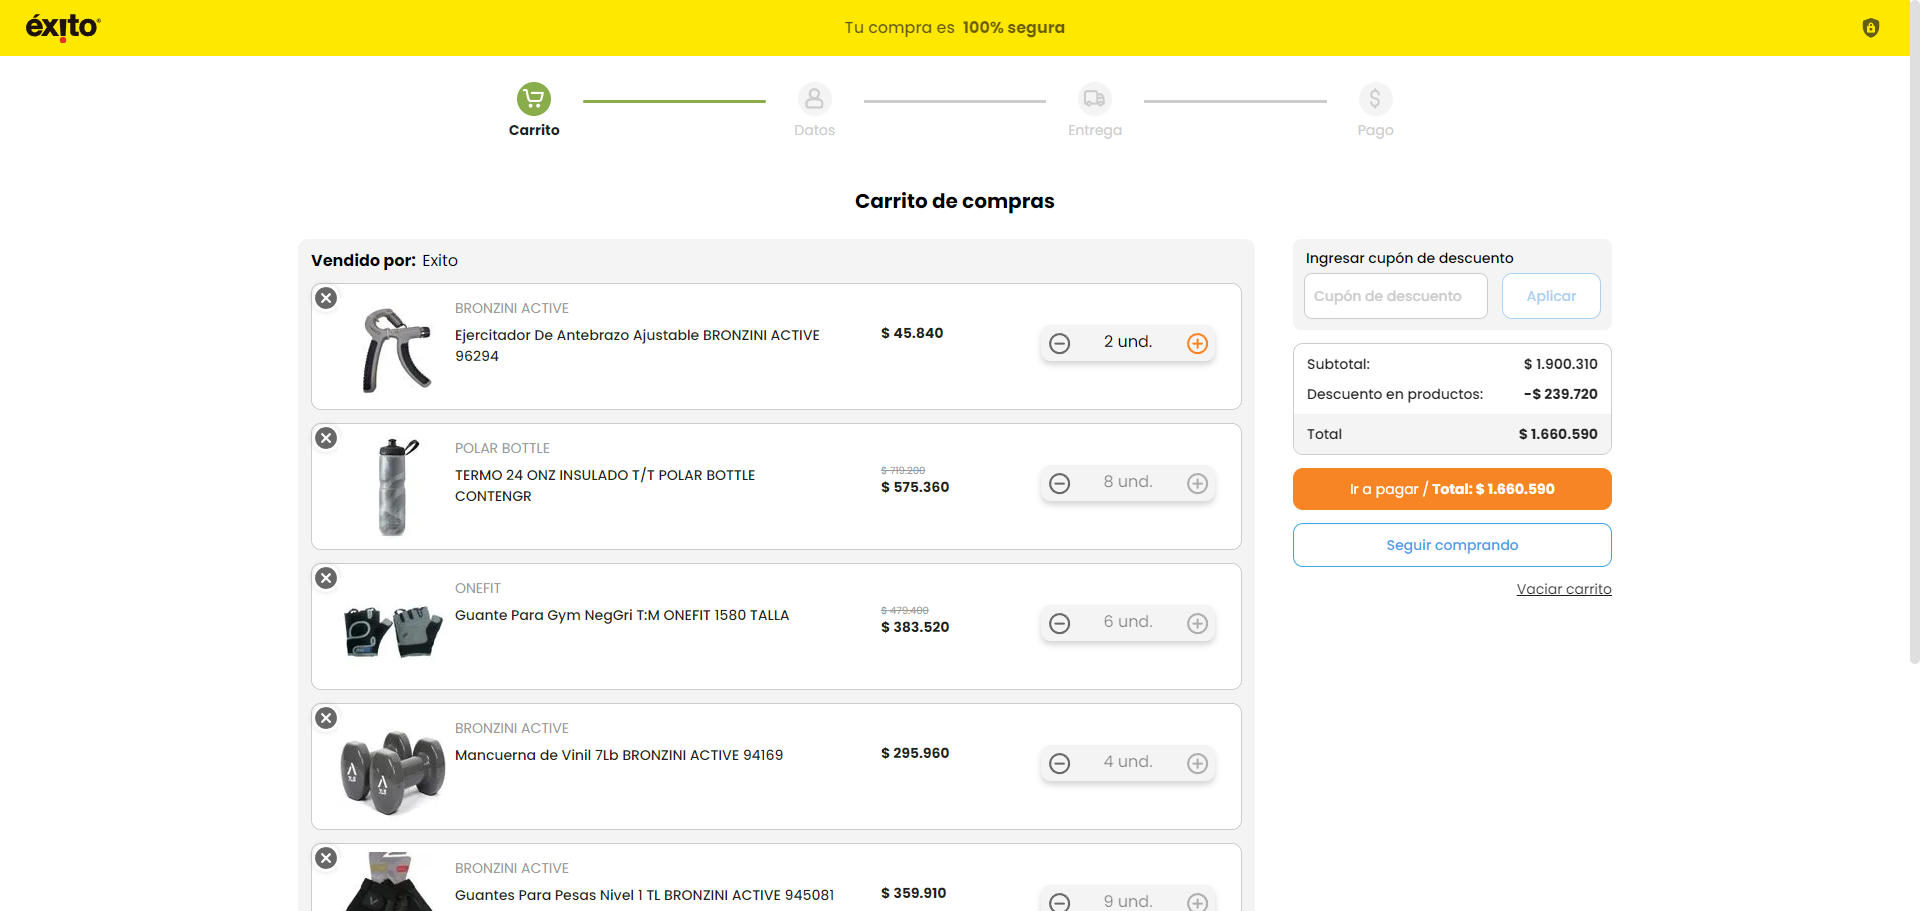 éxito
Tu compra es 100% segura
Carrito
Datos
Entrega
Pago
Carrito de compras
Vendido por: Exito
BRONZINI ACTIVE
Ejercitador De Antebrazo Ajustable BRONZINI ACTIVE
96294
$ 45.840
2 und.
POLAR BOTTLE
TERMO 24 ONZ INSULADO T/T POLAR BOTTLE
CONTENGR
$ 719.200
$ 575.360
8 und.
ONEFIT
Guante Para Gym NegGri T:M ONEFIT 1580 TALLA
$ 479.400
$ 383.520
6 und.
BRONZINI ACTIVE
Mancuerna de Vinil 7Lb BRONZINI ACTIVE 94169
$ 295.960
4 und.
BRONZINI ACTIVE
Guantes Para Pesas Nivel 1 TL BRONZINI ACTIVE 945081
$ 359.910
9 und.
Ingresar cupón de descuento
Cupón de descuento
Aplicar
Subtotal: $ 1.900.310
Descuento en productos: -$ 239.720
Total $ 1.660.590
Ir a pagar / Total: $ 1.660.590
Seguir comprando
Vaciar carrito